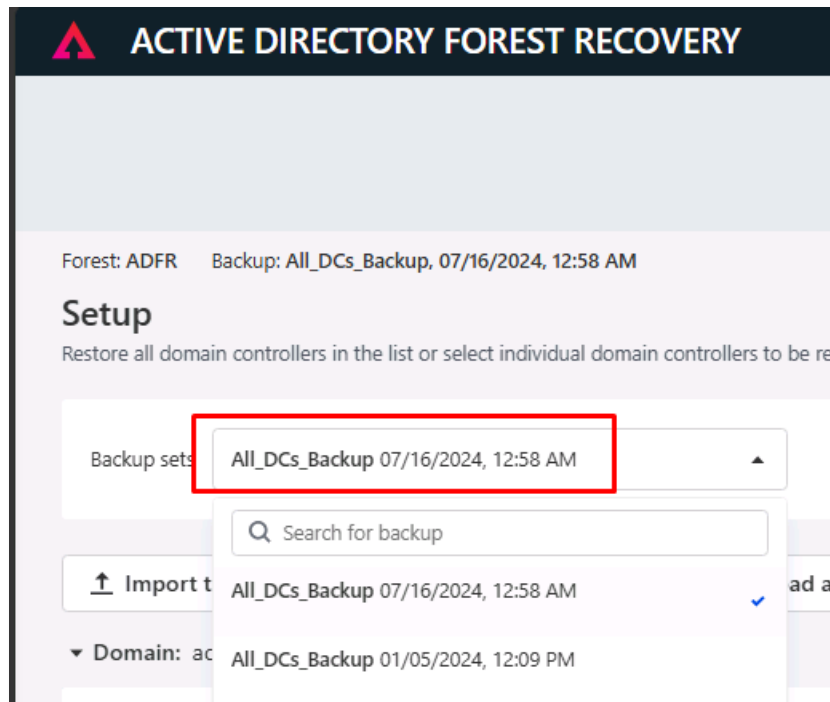 ACTIVE DIRECTORY FOREST RECOVERY
Forest: ADFR Backup: All_DCs_Backup, 07/16/2024, 12:58 AM
Setup
Restore all domain controllers in the list or select individual domain controllers to be re
Backup sets All_DCs_Backup 07/16/2024, 12:58 AM
Search for backup
Import t All_DCs_Backup 07/16/2024, 12:58 AM ad a
Domain: ac All_DCs_Backup 01/05/2024, 12:09 PM